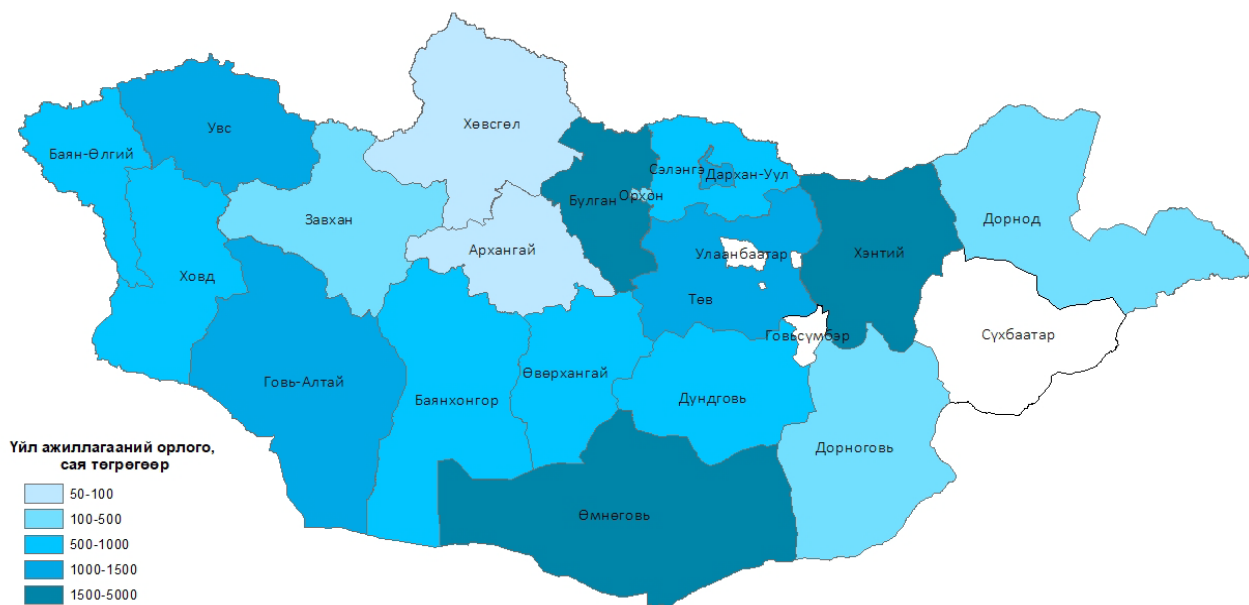 Хөвсгөл
Увс
Баян-Өлгий
Сэлэнгэ
Дархан-Уул
Орхон
Булган
Завхан
Дорнод
Архангай
Улаанбаатар
Хэнтий
Ховд
Төв
Говьсүмбэр
Сүхбаатар
Өвөрхангай
Говь-Алтай
Баянхонгор
Дундговь
Дорноговь
Өмнөговь
Үйл ажиллагааний орлого,
сая төгрөгөөр
50-100
100-500
500-1000
1000-1500
1500-5000